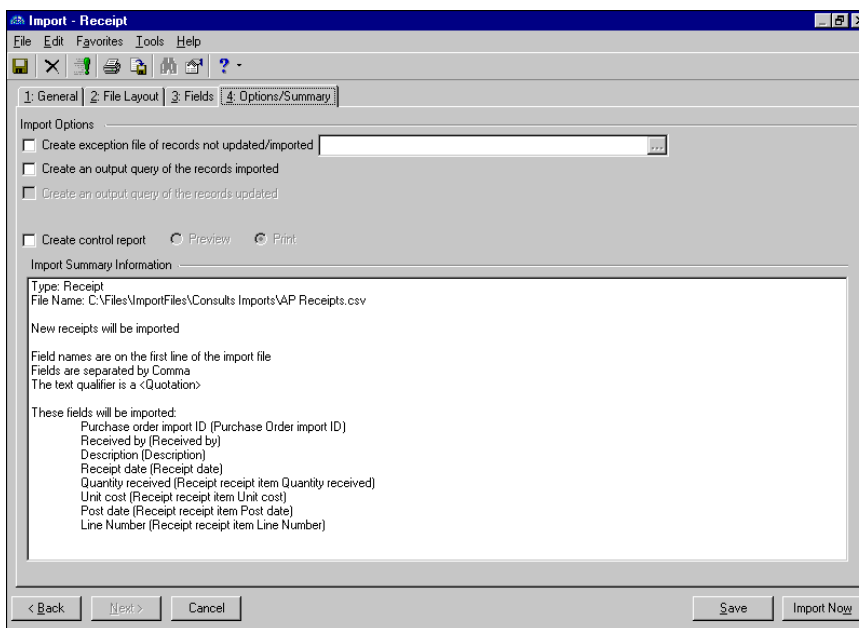 Import - Receipt
File Edit Favorites Tools Help
?
1: General 2: File Layout 3: Fields 4: Options/Summary
Import Options
Create exception file of records not updated/imported ...
Create an output query of the records imported
Create an output query of the records updated
Create control report Preview Print
Import Summary Information
Type: Receipt
File Name: C:\Files\ImportFiles\Consults Imports\AP Receipts.csv
New receipts will be imported
Field names are on the first line of the import file
Fields are separated by Comma
The text qualifier is a <Quotation>
These fields will be imported:
Purchase order import ID (Purchase Order import ID)
Received by (Received by)
Description (Description)
Receipt date (Receipt date)
Quantity received (Receipt receipt item Quantity received)
Unit cost (Receipt receipt item Unit cost)
Post date (Receipt receipt item Post date)
Line Number (Receipt receipt item Line Number)
< Back Next > Cancel Save Import Now